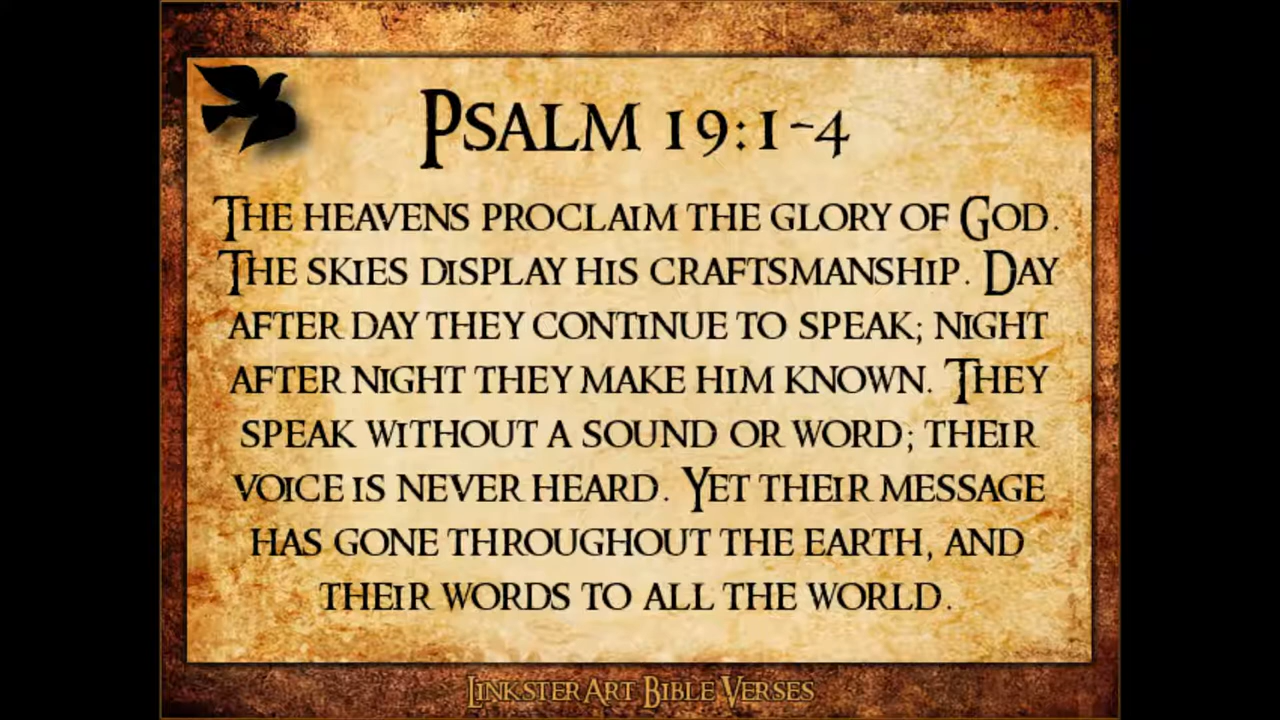 Psalm 19:1-4
The heavens proclaim the glory of God.
The skies display his craftsmanship. Day
after day they continue to speak; night
after night they make him known. They
speak without a sound or word; their
voice is never heard. Yet their message
has gone throughout the earth, and
their words to all the world.
LinksterArt Bible Verses